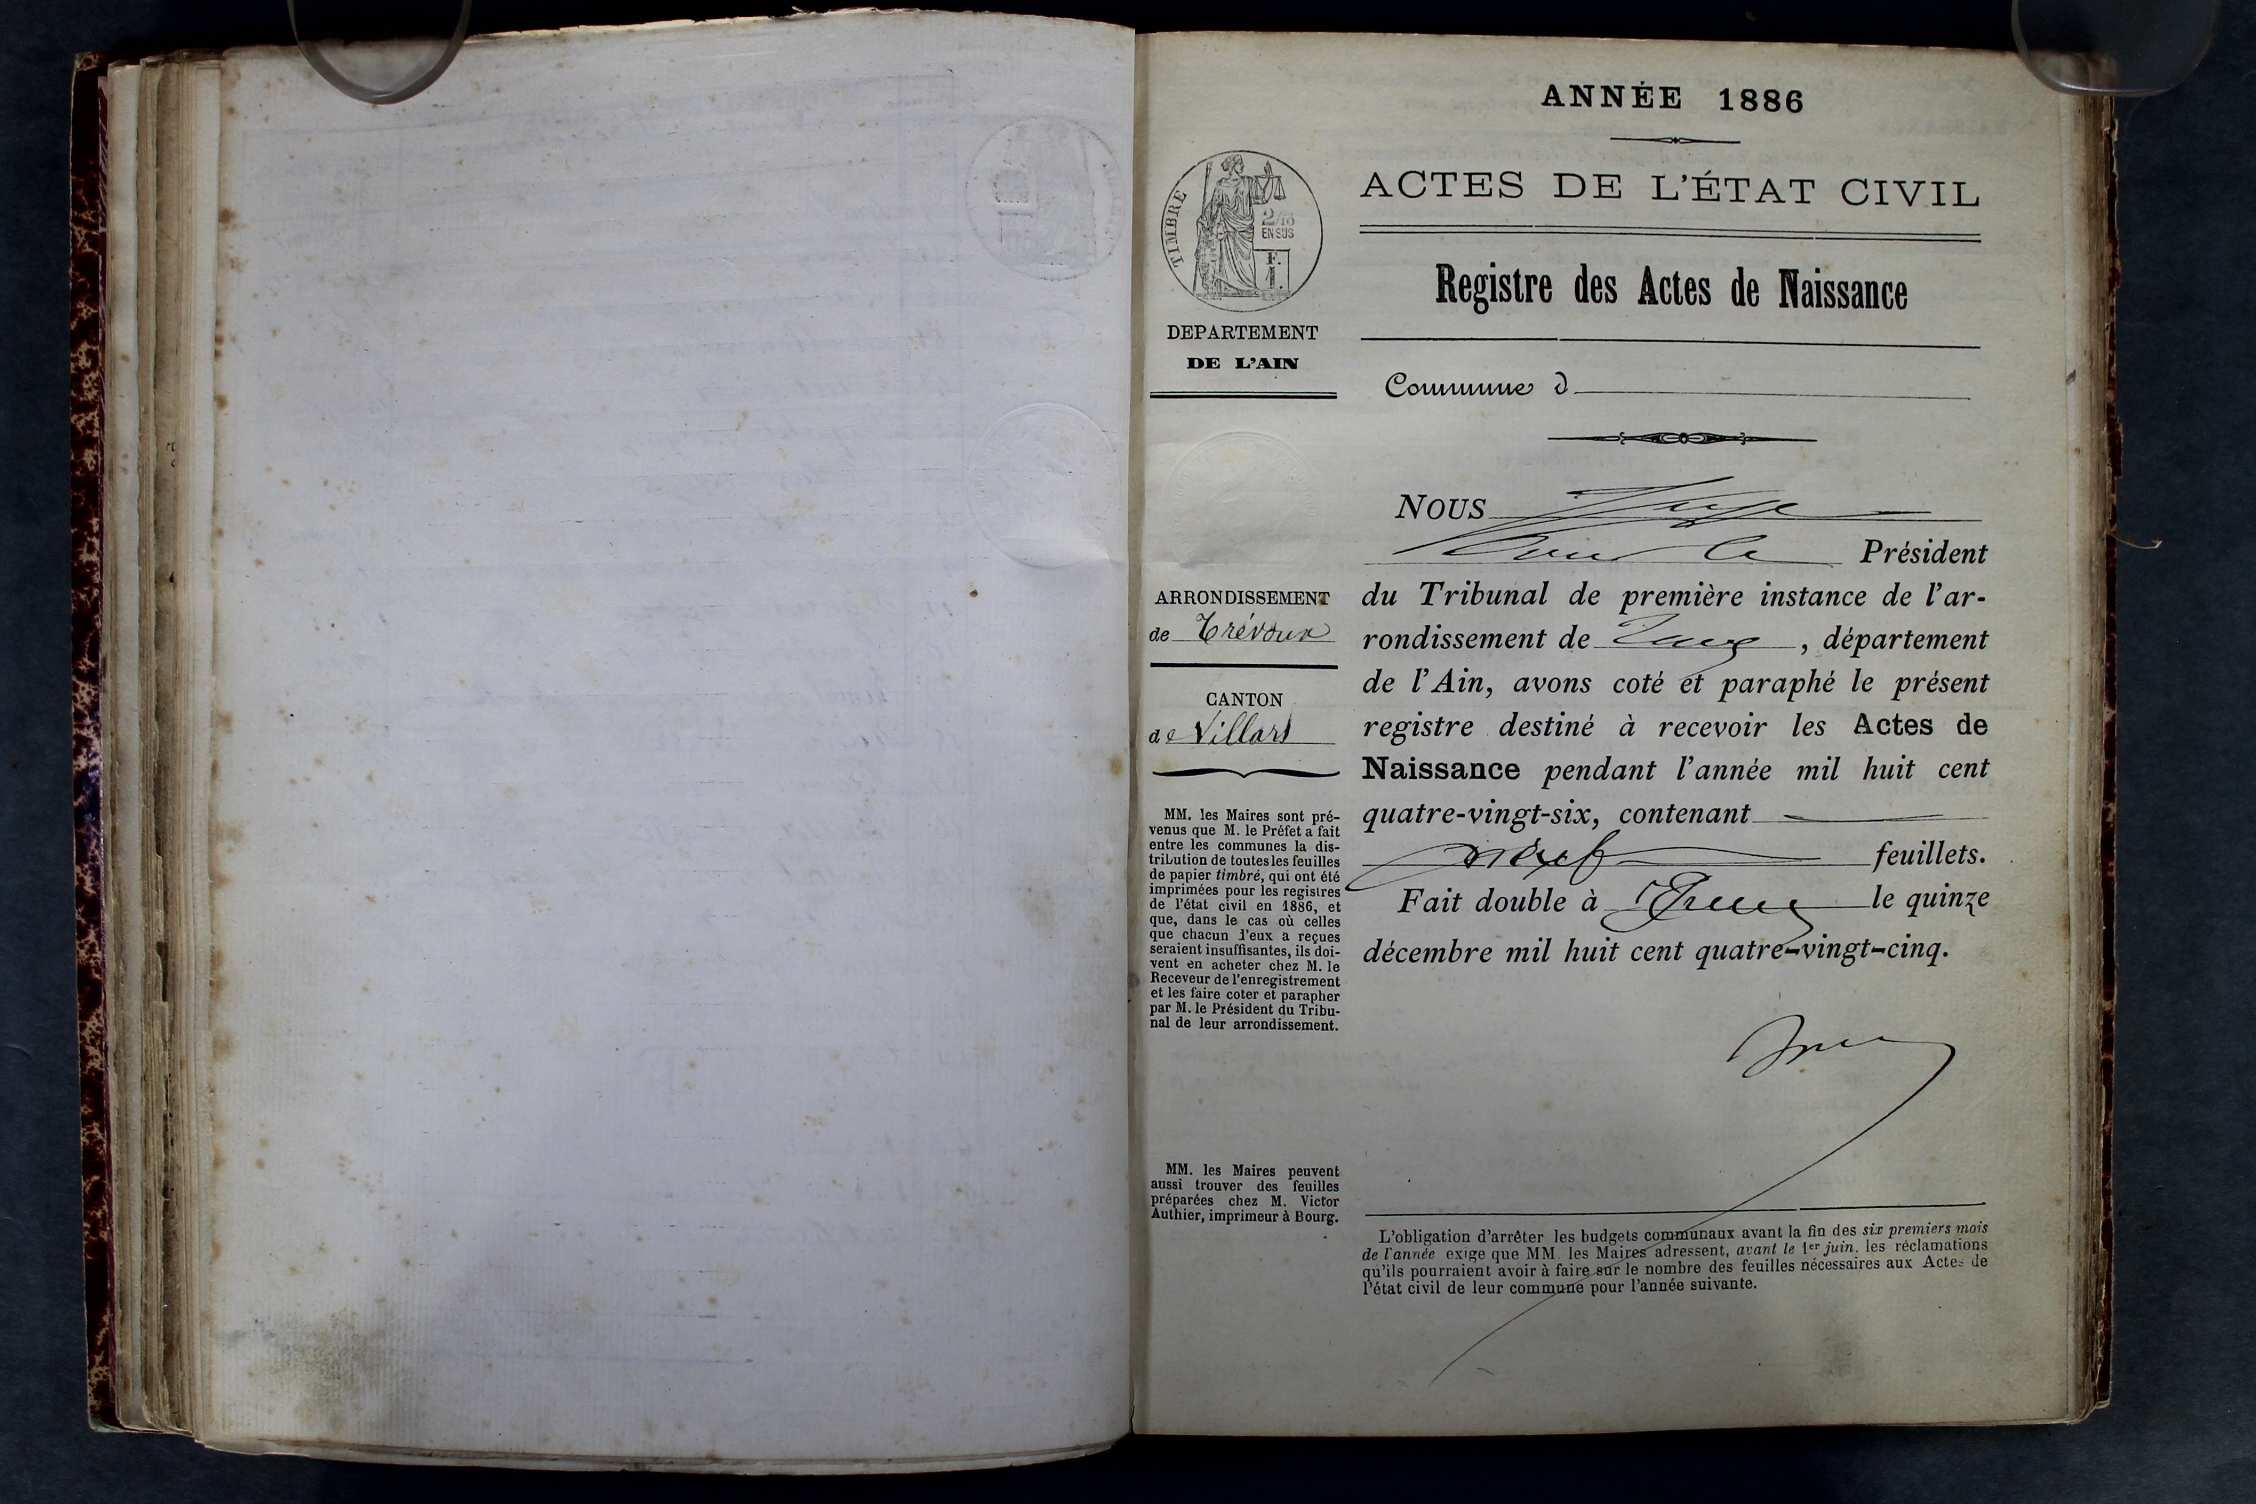 ANNÉE 1886
ACTES DE L'ÉTAT CIVIL
TIMBRE
2/10
EN SUS
F.
1.
Registre des Actes de Naissance
DEPARTEMENT
DE L'AIN
Commune d
NOUS Juge
pour le Président
du Tribunal de première instance de l'ar-
rondissement de , département
de l'Ain, avons coté et paraphé le présent
registre destiné à recevoir les Actes de
Naissance pendant l'année mil huit cent
quatre-vingt-six, contenant
neuf feuillets.
Fait double à le quinze
décembre mil huit cent quatre-vingt-cinq.
ARRONDISSEMENT
de Trévoux
CANTON
de Villars
MM. les Maires sont pré-
venus que M. le Préfet a fait
entre les communes la dis-
tribution de toutes les feuilles
de papier timbré, qui ont été
imprimées pour les registres
de l'état civil en 1886, et
que, dans le cas où celles
que chacun d'eux a reçues
seraient insuffisantes, ils doi-
vent en acheter chez M. le
Receveur de l'enregistrement
et les faire coter et parapher
par M. le Président du Tribu-
nal de leur arrondissement.
MM. les Maires peuvent
aussi trouver des feuilles
préparées chez M. Victor
Authier, imprimeur à Bourg.
L'obligation d'arrêter les budgets communaux avant la fin des six premiers mois
de l'année exige que MM. les Maires adressent, avant le 1er juin, les réclamations
qu'ils pourraient avoir à faire sur le nombre des feuilles nécessaires aux Actes de
l'état civil de leur commune pour l'année suivante.